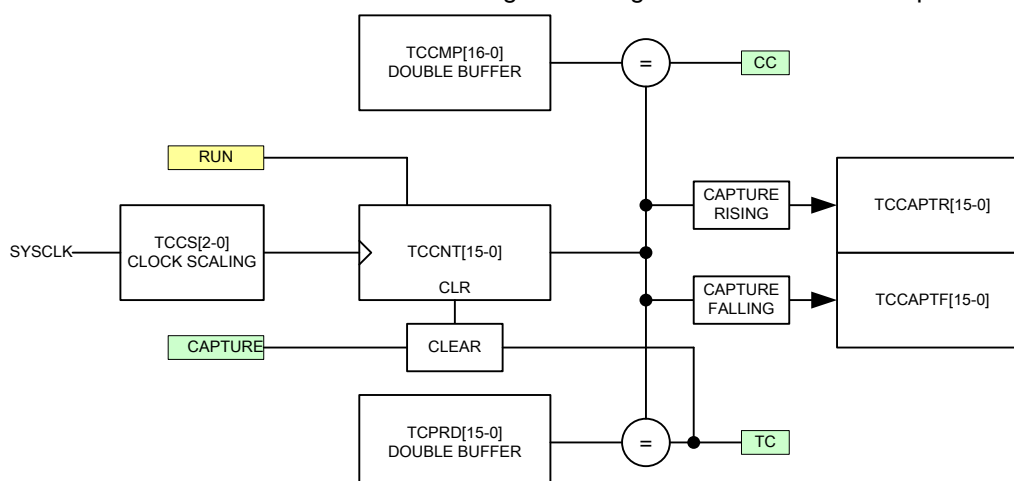 TCCMP[16-0]
DOUBLE BUFFER
=
CC
RUN
CAPTURE
RISING
TCCAPTR[15-0]
SYSCLK
TCCS[2-0]
CLOCK SCALING
TCCNT[15-0]
CLR
CAPTURE
FALLING
TCCAPTF[15-0]
CAPTURE
CLEAR
TCPRD[15-0]
DOUBLE BUFFER
=
TC